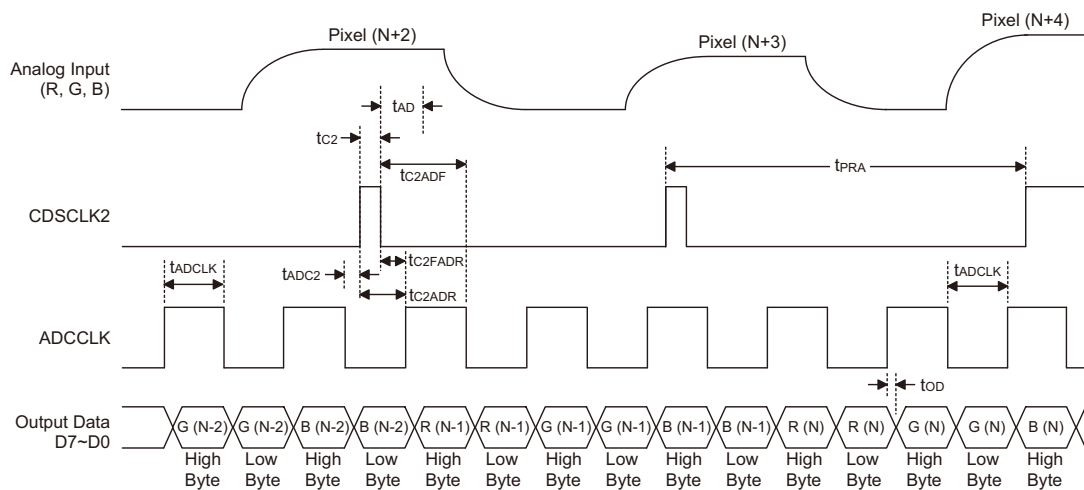 Pixel (N+2)
Pixel (N+3)
Pixel (N+4)
Analog Input
(R, G, B)
tAD
tC2
tC2ADF
tPRA
CDSCLK2
tADCLK
tADC2
tC2FADR
tC2ADR
tADCLK
ADCCLK
tOD
Output Data
D7~D0
G (N-2) G (N-2) B (N-2) B (N-2) R (N-1) R (N-1) G (N-1) G (N-1) B (N-1) B (N-1) R (N) R (N) G (N) G (N) B (N)
High Low High Low High Low High Low High Low High Low High Low High
Byte Byte Byte Byte Byte Byte Byte Byte Byte Byte Byte Byte Byte Byte Byte